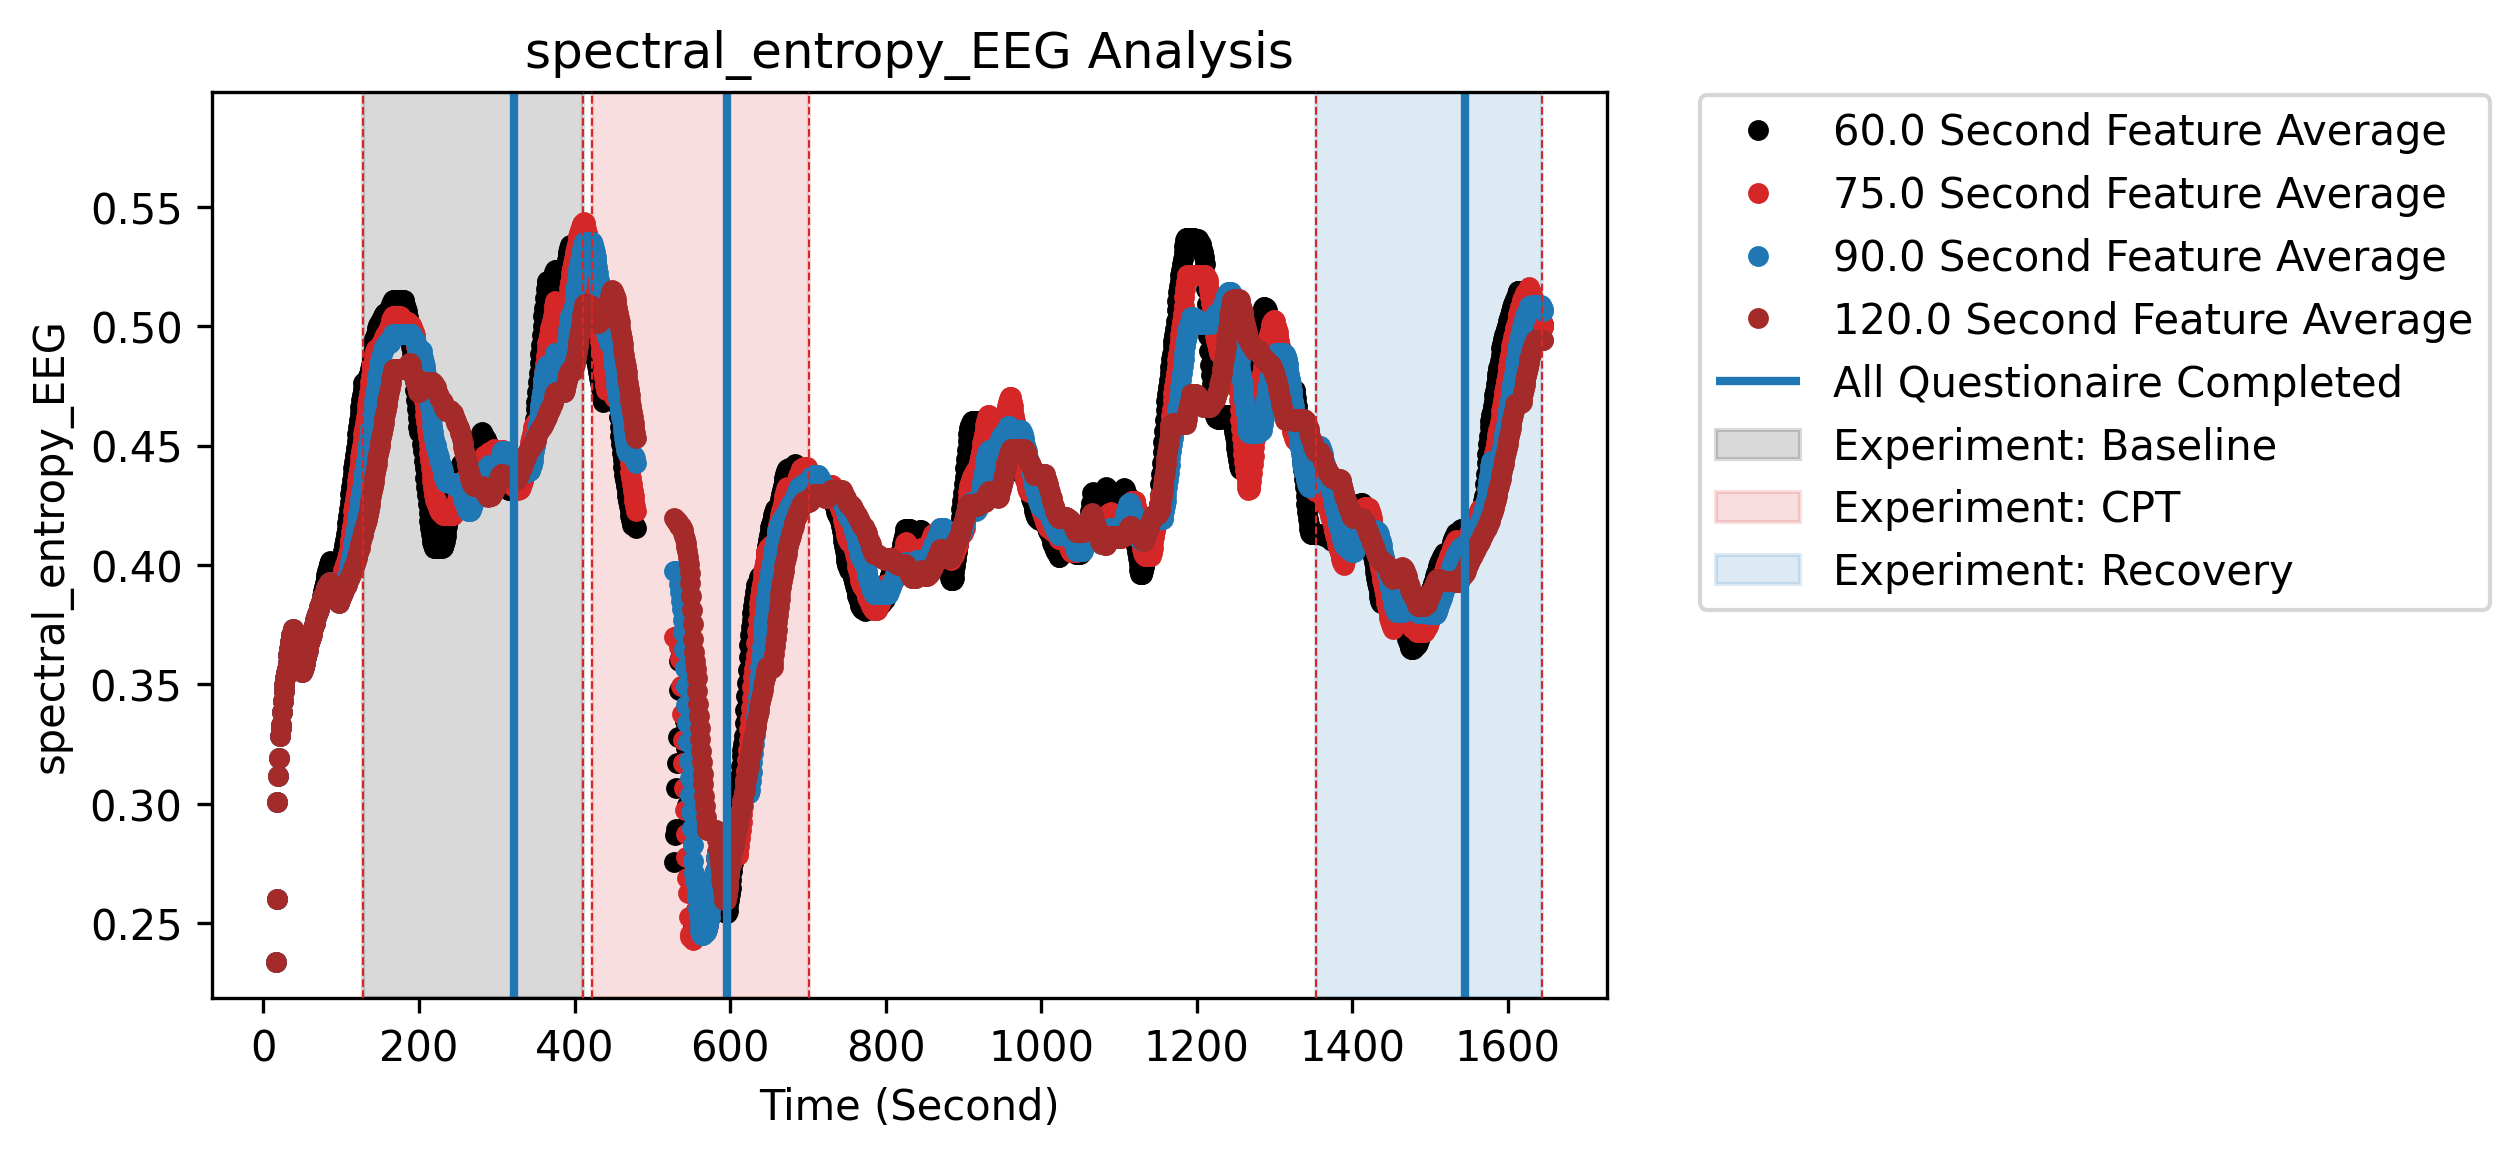 spectral_entropy_EEG Analysis
spectral_entropy_EEG
0.55
0.50
0.45
0.40
0.35
0.30
0.25
0
200
400
600
800
1000
1200
1400
1600
Time (Second)
60.0 Second Feature Average
75.0 Second Feature Average
90.0 Second Feature Average
120.0 Second Feature Average
All Questionaire Completed
Experiment: Baseline
Experiment: CPT
Experiment: Recovery